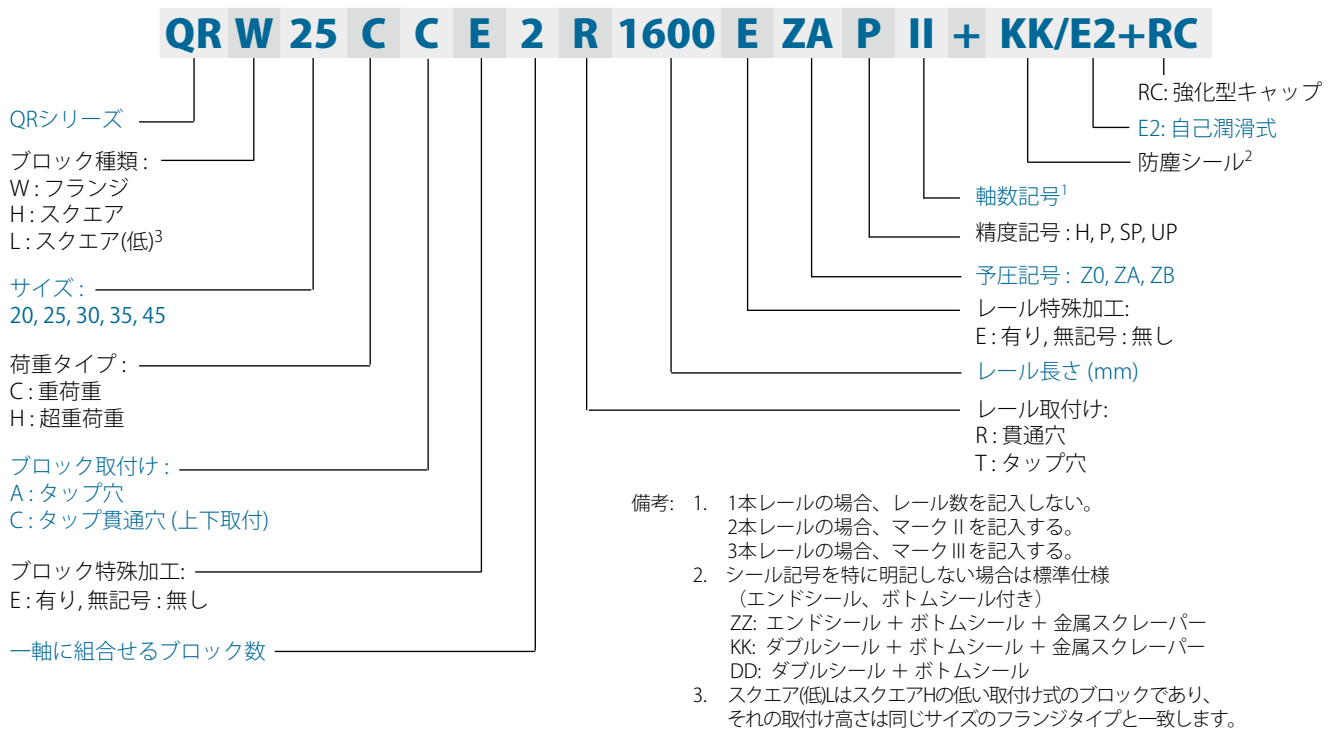 QR W 25 C C E 2 R 1600 E ZA P II + KK/E2+RC
QRシリーズ
ブロック種類 :
W : フランジ
H : スクエア
L : スクエア(低)3
サイズ :
20, 25, 30, 35, 45
荷重タイプ :
C : 重荷重
H : 超重荷重
ブロック取付け :
A : タップ穴
C : タップ貫通穴 (上下取付)
ブロック特殊加工:
E : 有り, 無記号 : 無し
一軸に組合せるブロック数
RC: 強化型キャップ
E2: 自己潤滑式
防塵シール2
軸数記号1
精度記号 : H, P, SP, UP
予圧記号 : Z0, ZA, ZB
レール特殊加工:
E : 有り, 無記号 : 無し
レール長さ (mm)
レール取付け:
R : 貫通穴
T : タップ穴
備考: 1. 1本レールの場合、レール数を記入しない。
2本レールの場合、マークⅡを記入する。
3本レールの場合、マークⅢを記入する。
2. シール記号を特に明記しない場合は標準仕様
（エンドシール、ボトムシール付き）
ZZ: エンドシール ＋ ボトムシール ＋ 金属スクレーパー
KK: ダブルシール ＋ ボトムシール ＋ 金属スクレーパー
DD: ダブルシール ＋ ボトムシール
3. スクエア(低)LはスクエアHの低い取付け式のブロックであり、
それの取付け高さは同じサイズのフランジタイプと一致します。